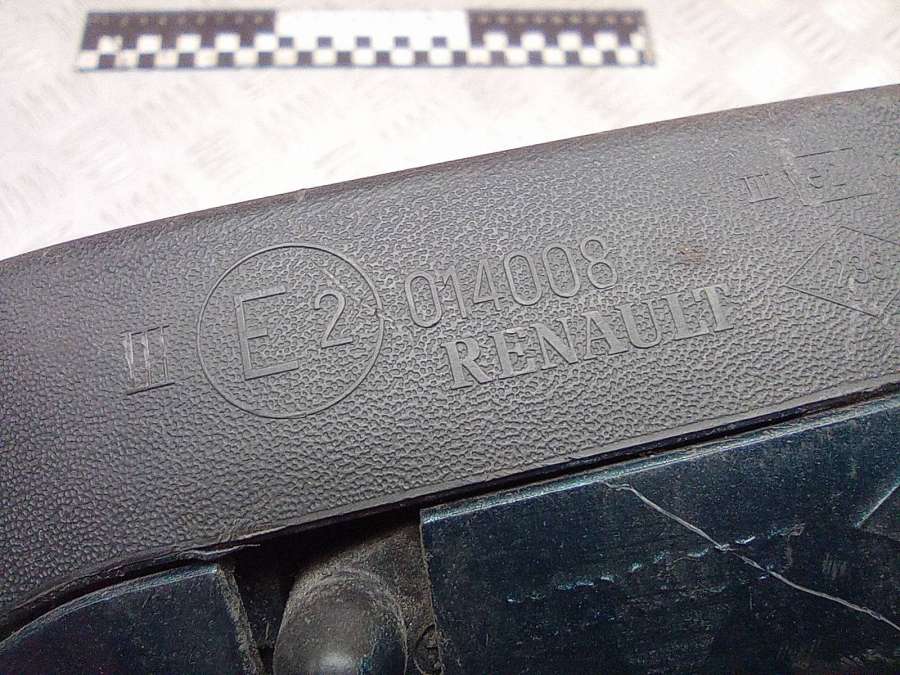 III E2 014008
RENAULT